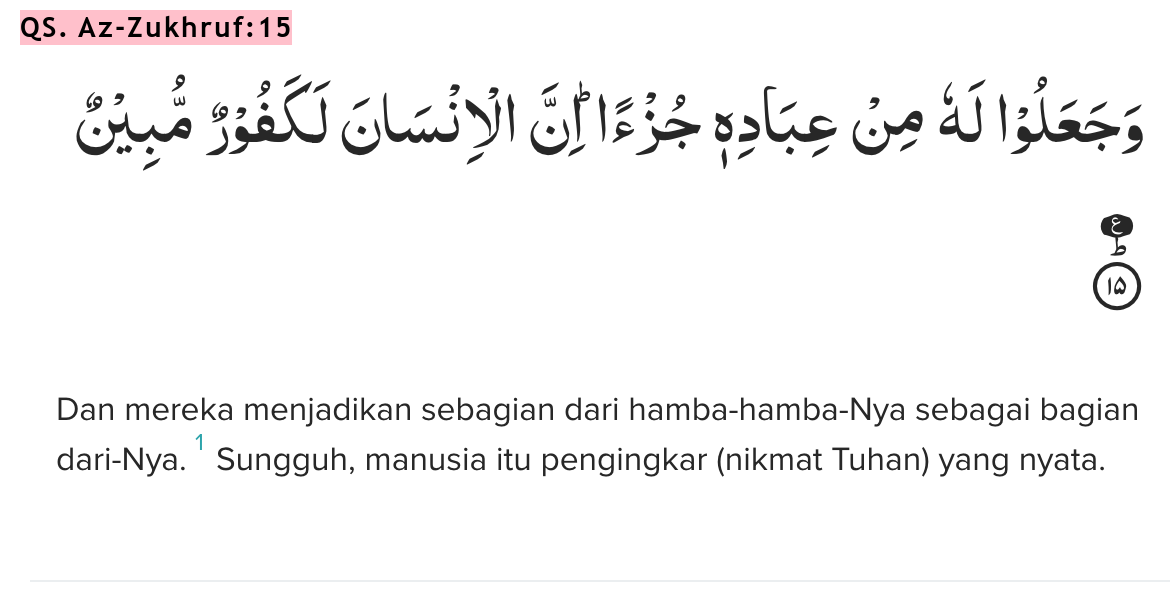 QS. Az-Zukhruf:15
وَجَعَلُوْا لَهٗ مِنْ عِبَادِهٖ جُزْءًا ۗاِنَّ الْاِنْسَانَ لَكَفُوْرٌ مُّبِيْنٌ
ع
ط
۱۵
Dan mereka menjadikan sebagian dari hamba-hamba-Nya sebagai bagian
dari-Nya. 1 Sungguh, manusia itu pengingkar (nikmat Tuhan) yang nyata.